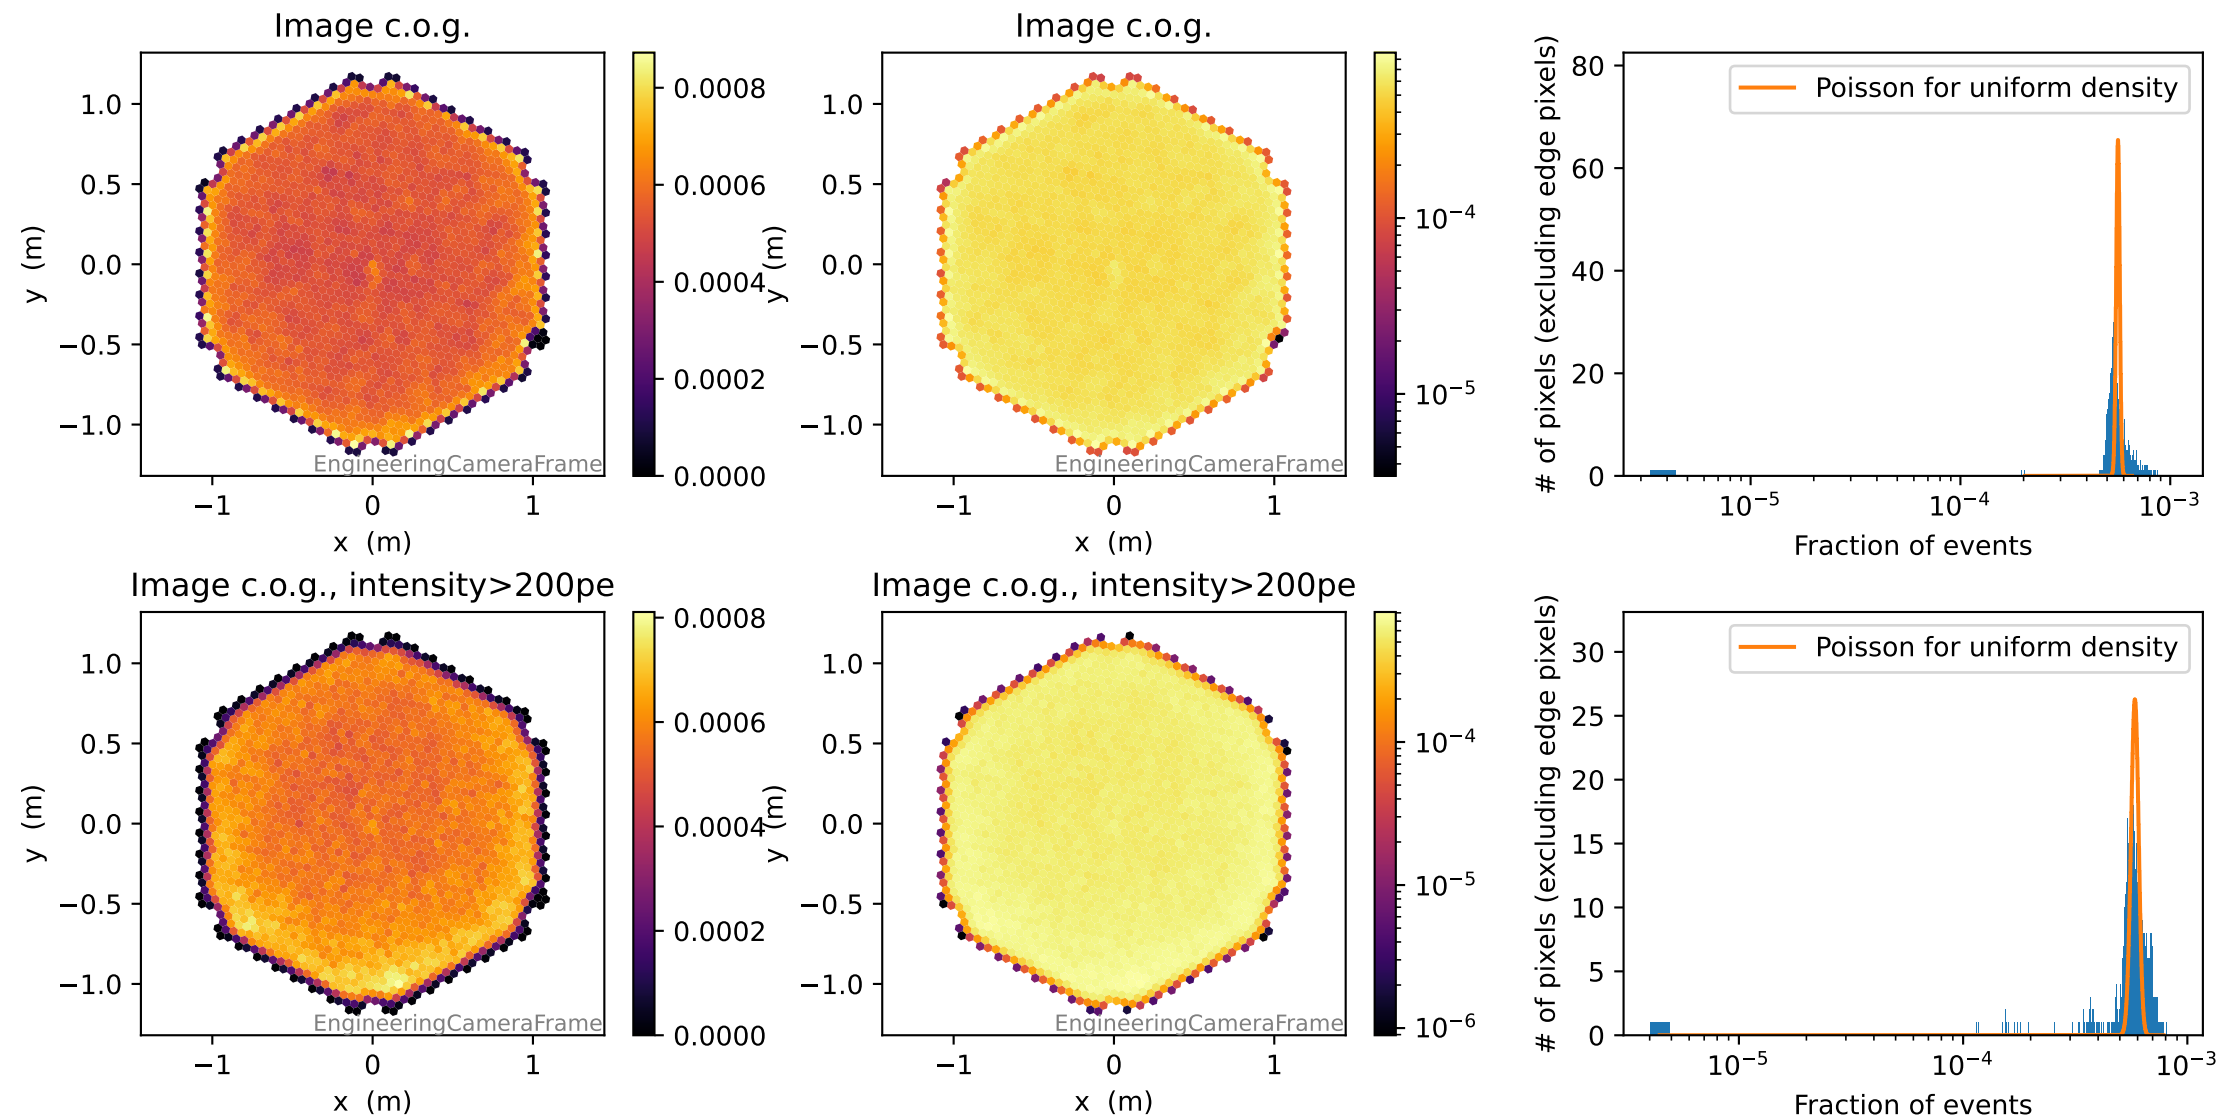 Image c.o.g.
y (m)
1.0
0.5
0.0
−0.5
−1.0
−1
0
1
x (m)
EngineeringCameraFrame
0.0008
0.0006
0.0004
0.0002
0.0000
Image c.o.g.
y (m)
1.0
0.5
0.0
−0.5
−1.0
−1
0
1
x (m)
EngineeringCameraFrame
10⁻⁴
10⁻⁵
# of pixels (excluding edge pixels)
80
60
40
20
0
Poisson for uniform density
10⁻⁵
10⁻⁴
10⁻³
Fraction of events
Image c.o.g., intensity>200pe
y (m)
1.0
0.5
0.0
−0.5
−1.0
−1
0
1
x (m)
EngineeringCameraFrame
0.0008
0.0006
0.0004
0.0002
0.0000
Image c.o.g., intensity>200pe
y (m)
1.0
0.5
0.0
−0.5
−1.0
−1
0
1
x (m)
EngineeringCameraFrame
10⁻⁴
10⁻⁵
10⁻⁶
# of pixels (excluding edge pixels)
30
25
20
15
10
5
0
Poisson for uniform density
10⁻⁵
10⁻⁴
10⁻³
Fraction of events